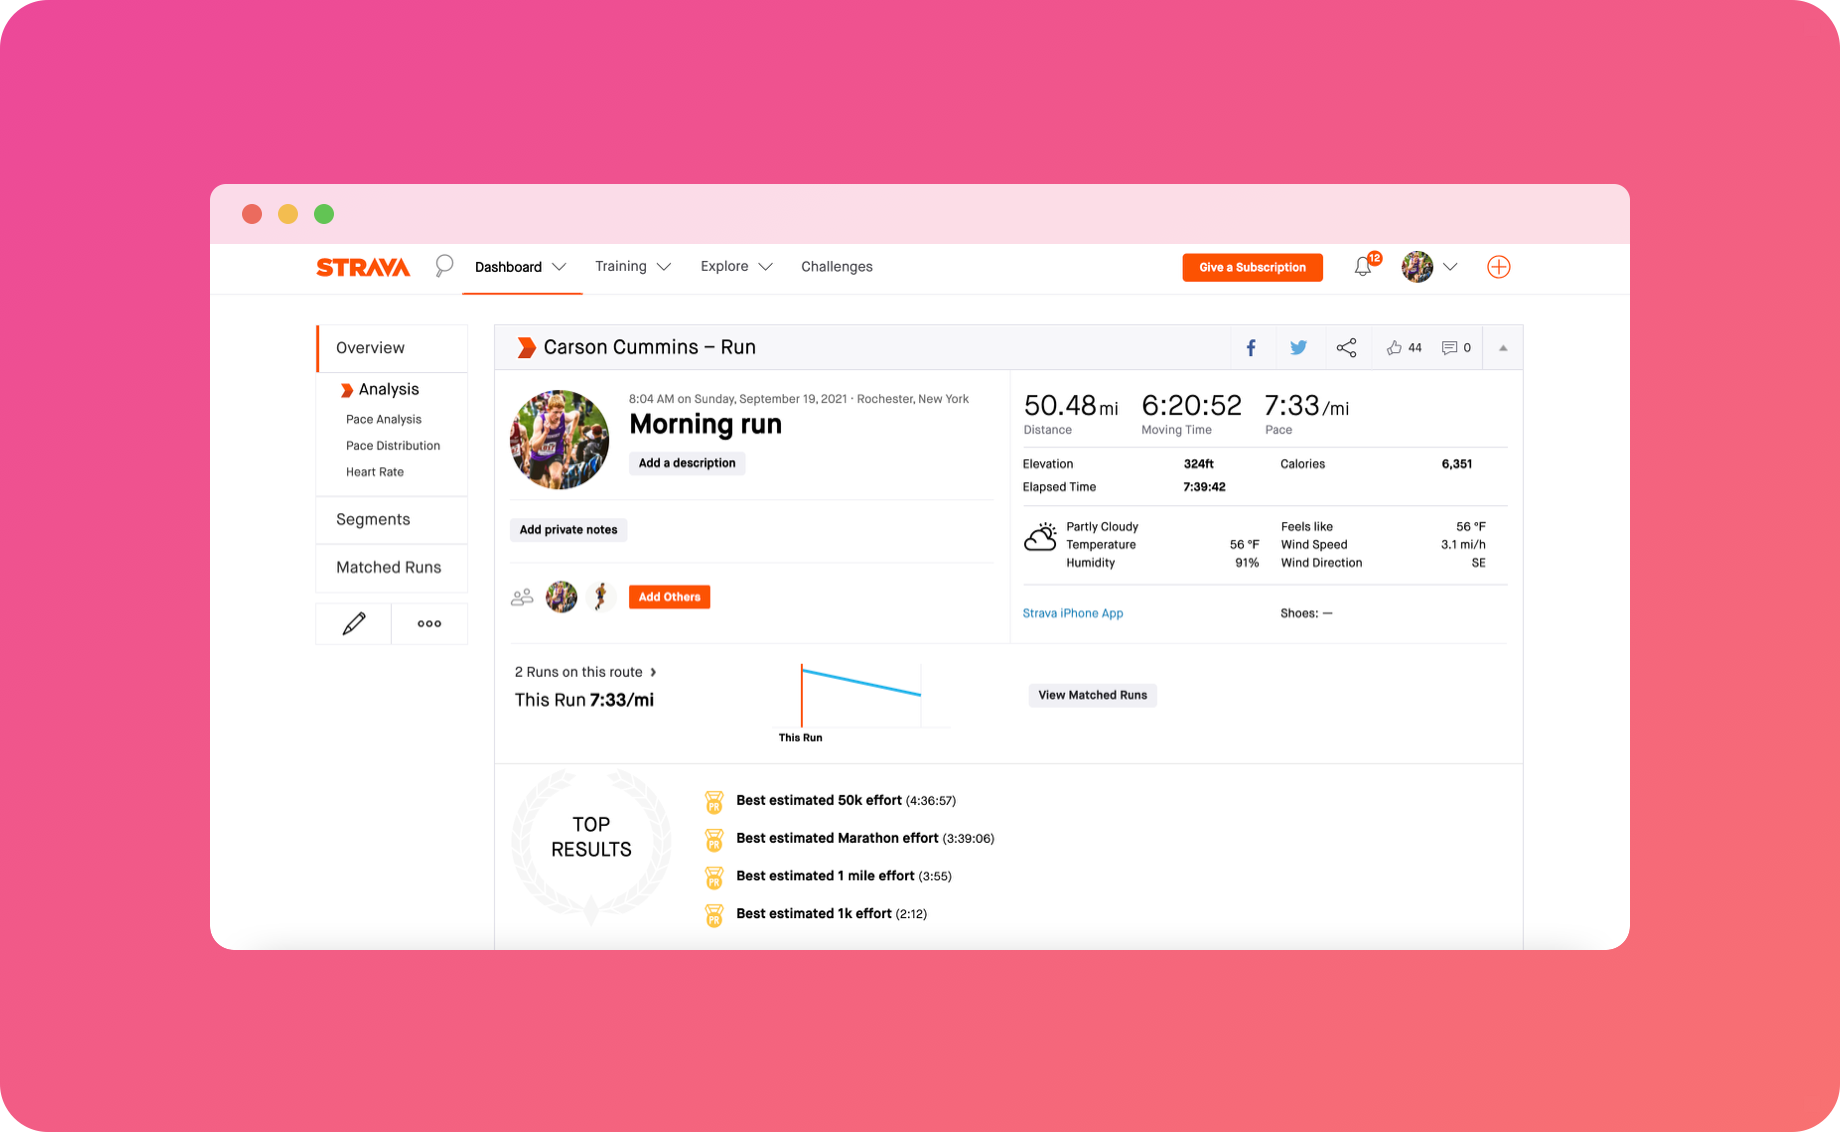 STRAVA Dashboard Training Explore Challenges Give a Subscription 12
Overview
Analysis
Pace Analysis
Pace Distribution
Heart Rate
Segments
Matched Runs
Carson Cummins – Run 44 0
8:04 AM on Sunday, September 19, 2021 · Rochester, New York
Morning run
Add a description
Add private notes
Add Others
50.48 mi 6:20:52 7:33 /mi
Distance Moving Time Pace
Elevation 324ft Calories 6,351
Elapsed Time 7:39:42
Partly Cloudy Feels like 56 °F
Temperature 56 °F Wind Speed 3.1 mi/h
Humidity 91% Wind Direction SE
Strava iPhone App Shoes: —
2 Runs on this route
This Run 7:33/mi
This Run
View Matched Runs
TOP
RESULTS
PR Best estimated 50k effort (4:36:57)
PR Best estimated Marathon effort (3:39:06)
PR Best estimated 1 mile effort (3:55)
PR Best estimated 1k effort (2:12)